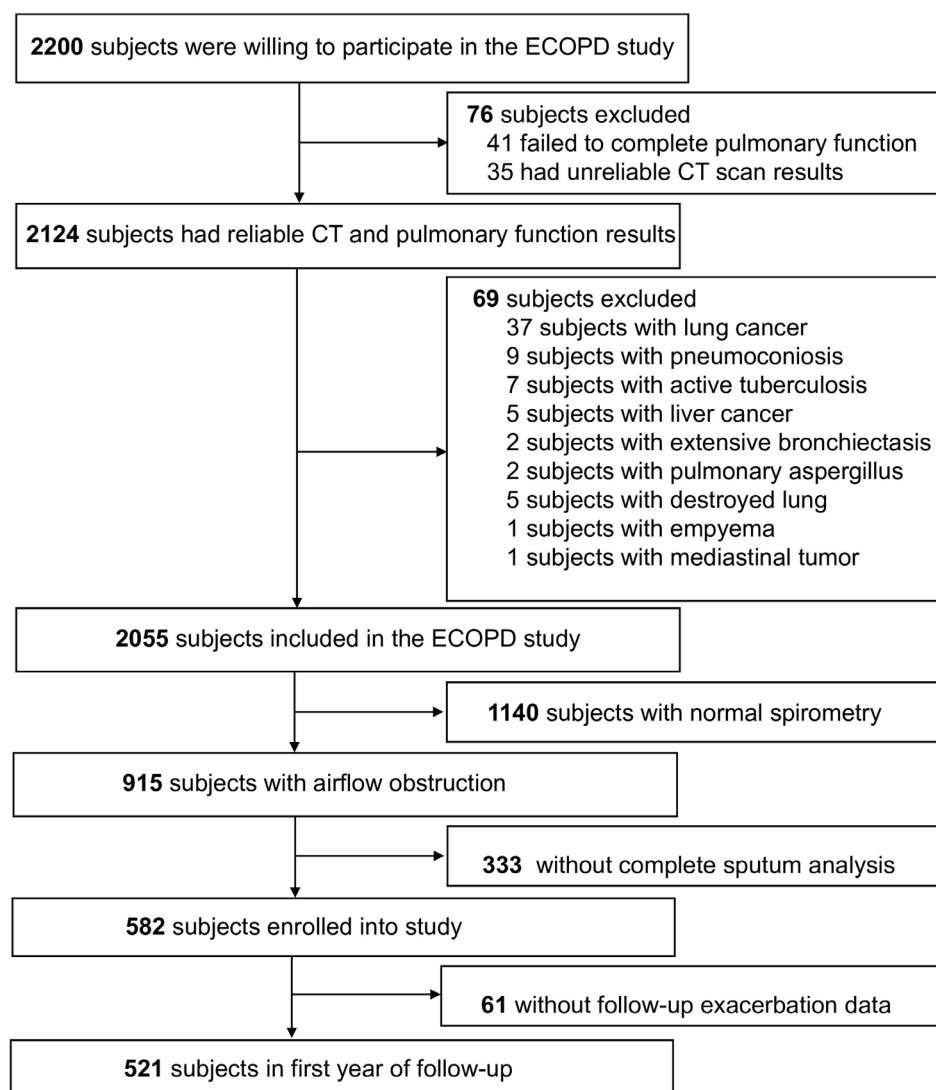 2200 subjects were willing to participate in the ECOPD study
76 subjects excluded
41 failed to complete pulmonary function
35 had unreliable CT scan results
2124 subjects had reliable CT and pulmonary function results
69 subjects excluded
37 subjects with lung cancer
9 subjects with pneumoconiosis
7 subjects with active tuberculosis
5 subjects with liver cancer
2 subjects with extensive bronchiectasis
2 subjects with pulmonary aspergillus
5 subjects with destroyed lung
1 subjects with empyema
1 subjects with mediastinal tumor
2055 subjects included in the ECOPD study
1140 subjects with normal spirometry
915 subjects with airflow obstruction
333 without complete sputum analysis
582 subjects enrolled into study
61 without follow-up exacerbation data
521 subjects in first year of follow-up